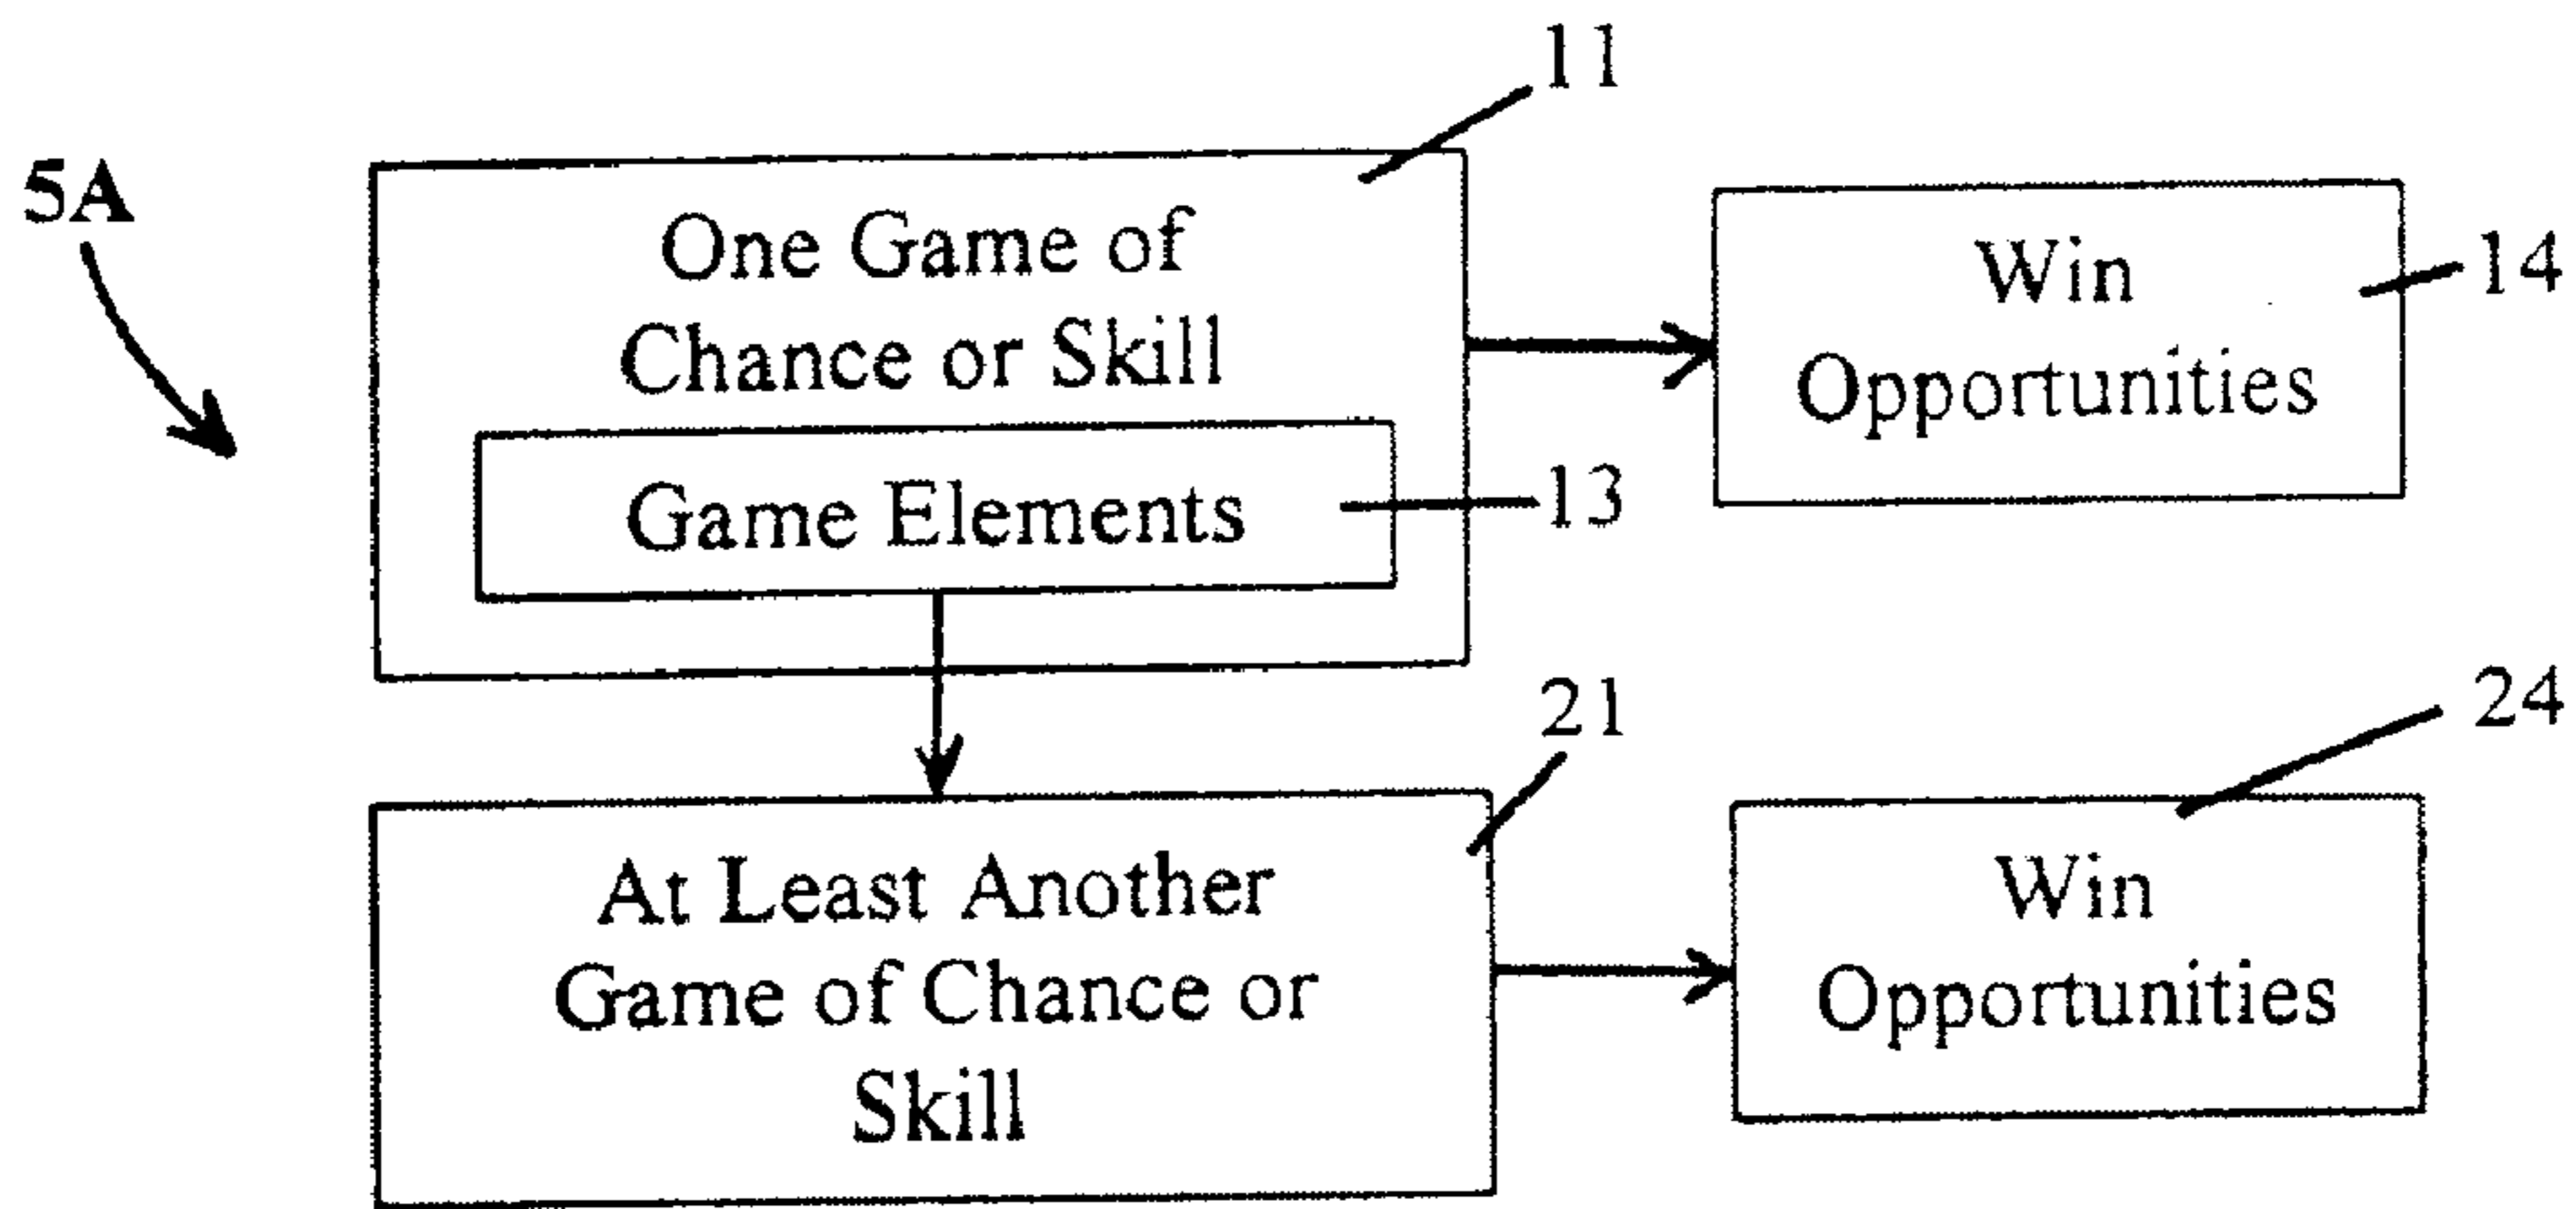 11
5A
One Game of
Chance or Skill
Win
Opportunities
14
Game Elements
13
21
24
At Least Another
Game of Chance or
Skill
Win
Opportunities